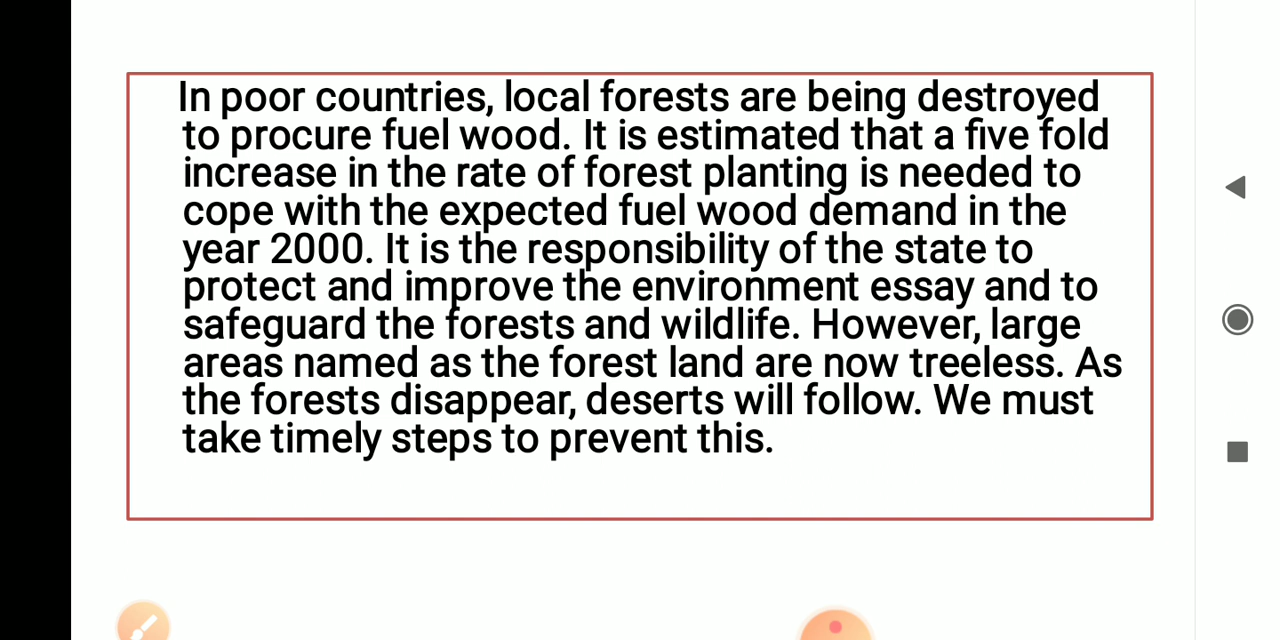 In poor countries, local forests are being destroyed
to procure fuel wood. It is estimated that a five fold
increase in the rate of forest planting is needed to
cope with the expected fuel wood demand in the
year 2000. It is the responsibility of the state to
protect and improve the environment essay and to
safeguard the forests and wildlife. However, large
areas named as the forest land are now treeless. As
the forests disappear, deserts will follow. We must
take timely steps to prevent this.